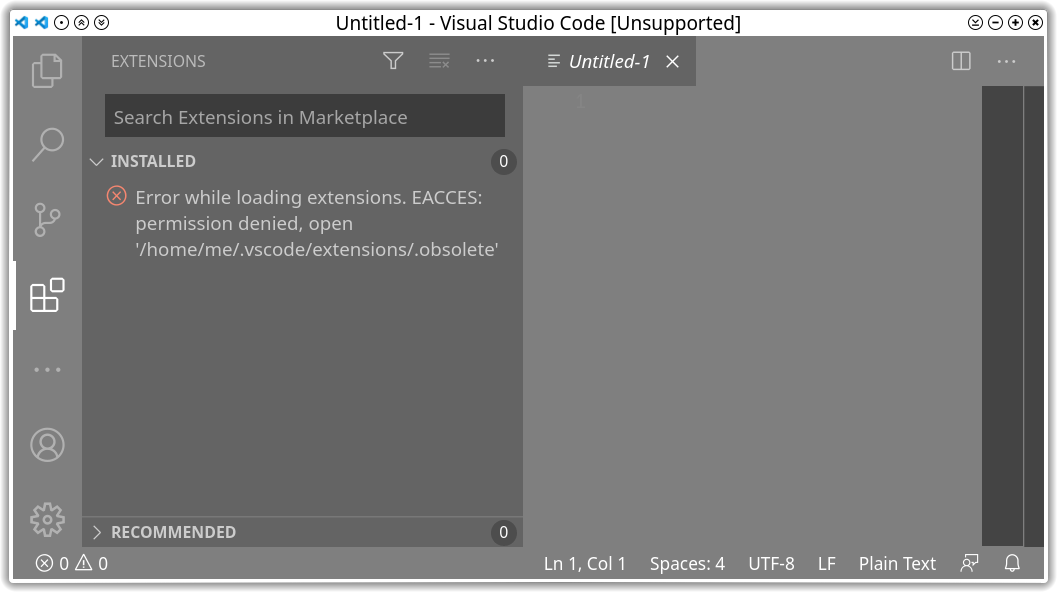 Untitled-1 - Visual Studio Code [Unsupported]
EXTENSIONS
Untitled-1
Search Extensions in Marketplace
1
INSTALLED
0
Error while loading extensions. EACCES:
permission denied, open
'/home/me/.vscode/extensions/.obsolete'
RECOMMENDED
0
0 0
Ln 1, Col 1
Spaces: 4
UTF-8
LF
Plain Text